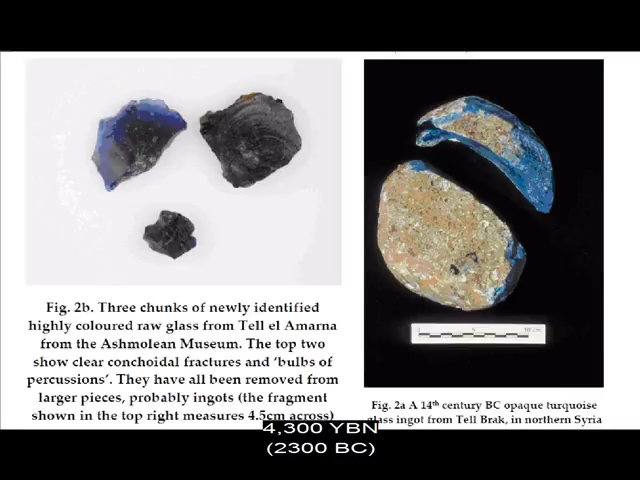 Fig. 2b. Three chunks of newly identified
highly coloured raw glass from Tell el Amarna
from the Ashmolean Museum. The top two
show clear conchoidal fractures and 'bulbs of
percussions'. They have all been removed from
larger pieces, probably ingots (the fragment
shown in the top right measures 4.5cm across)
10 cm
Fig. 2a A 14th century BC opaque turquoise
glass ingot from Tell Brak, in northern Syria
4,300 YBN
(2300 BC)